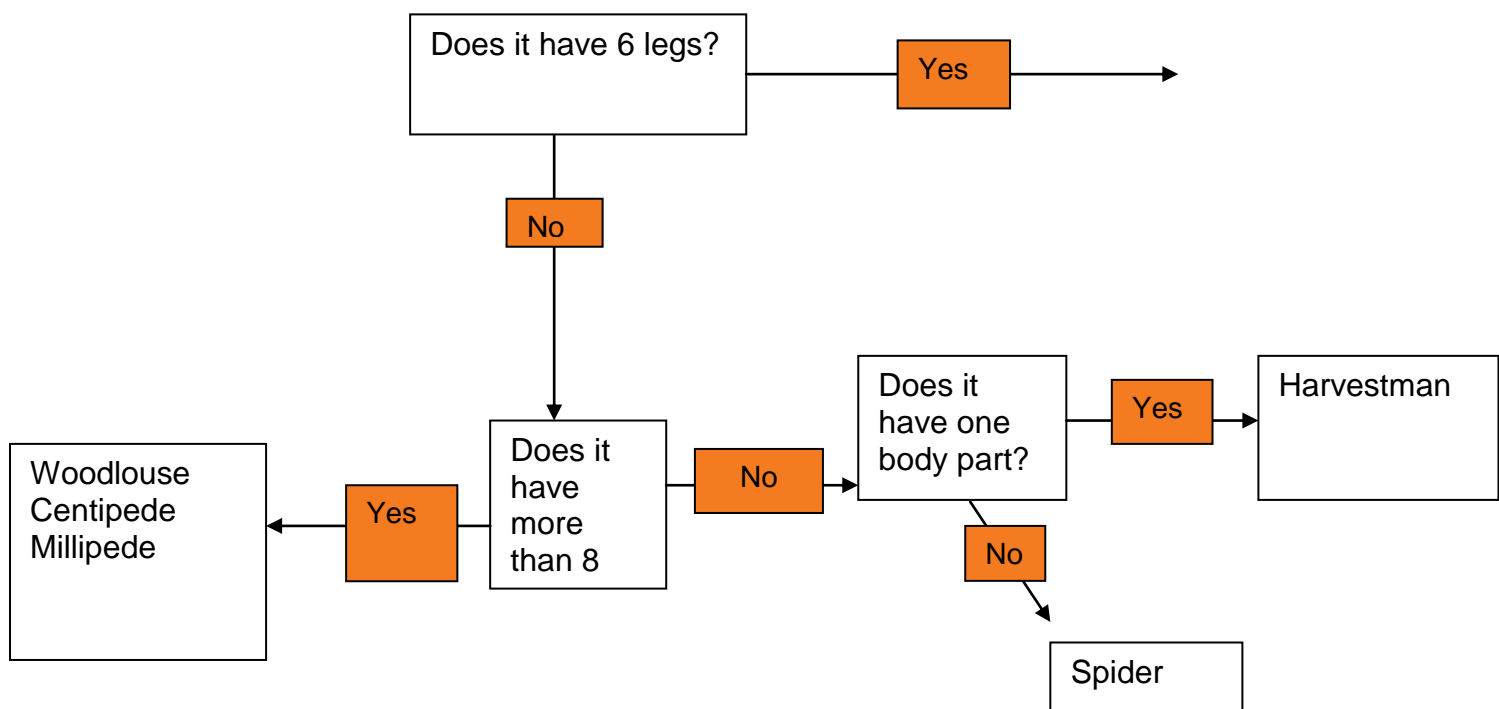 Does it have 6 legs?
Yes
No
Does it
have one
body part?
Yes
Harvestman
Woodlouse
Centipede
Millipede
Yes
Does it
have
more
than 8
No
No
Spider